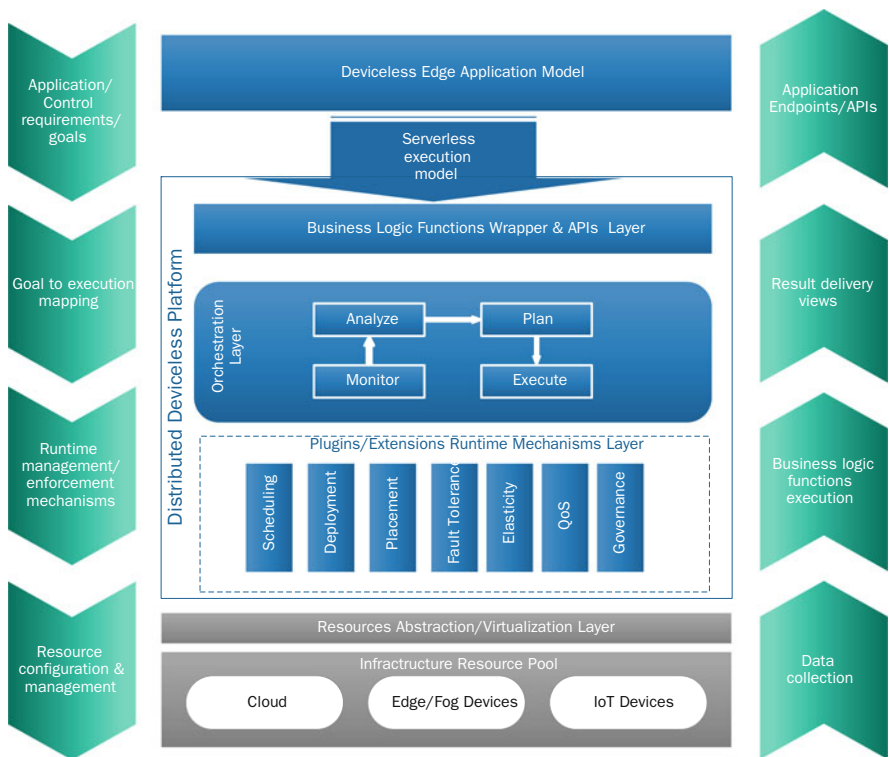 Application/
Control
requirements/
goals
Goal to execution
mapping
Runtime
management/
enforcement
mechanisms
Resource
configuration &
management
Deviceless Edge Application Model
Serverless
execution
model
Distributed Deviceless Platform
Business Logic Functions Wrapper & APIs Layer
Orchestration
Layer
Analyze
Plan
Monitor
Execute
Plugins/Extensions Runtime Mechanisms Layer
Scheduling
Deployment
Placement
Fault Tolerance
Elasticity
QoS
Governance
Resources Abstraction/Virtualization Layer
Infractructure Resource Pool
Cloud
Edge/Fog Devices
IoT Devices
Application
Endpoints/APIs
Result delivery
views
Business logic
functions
execution
Data
collection